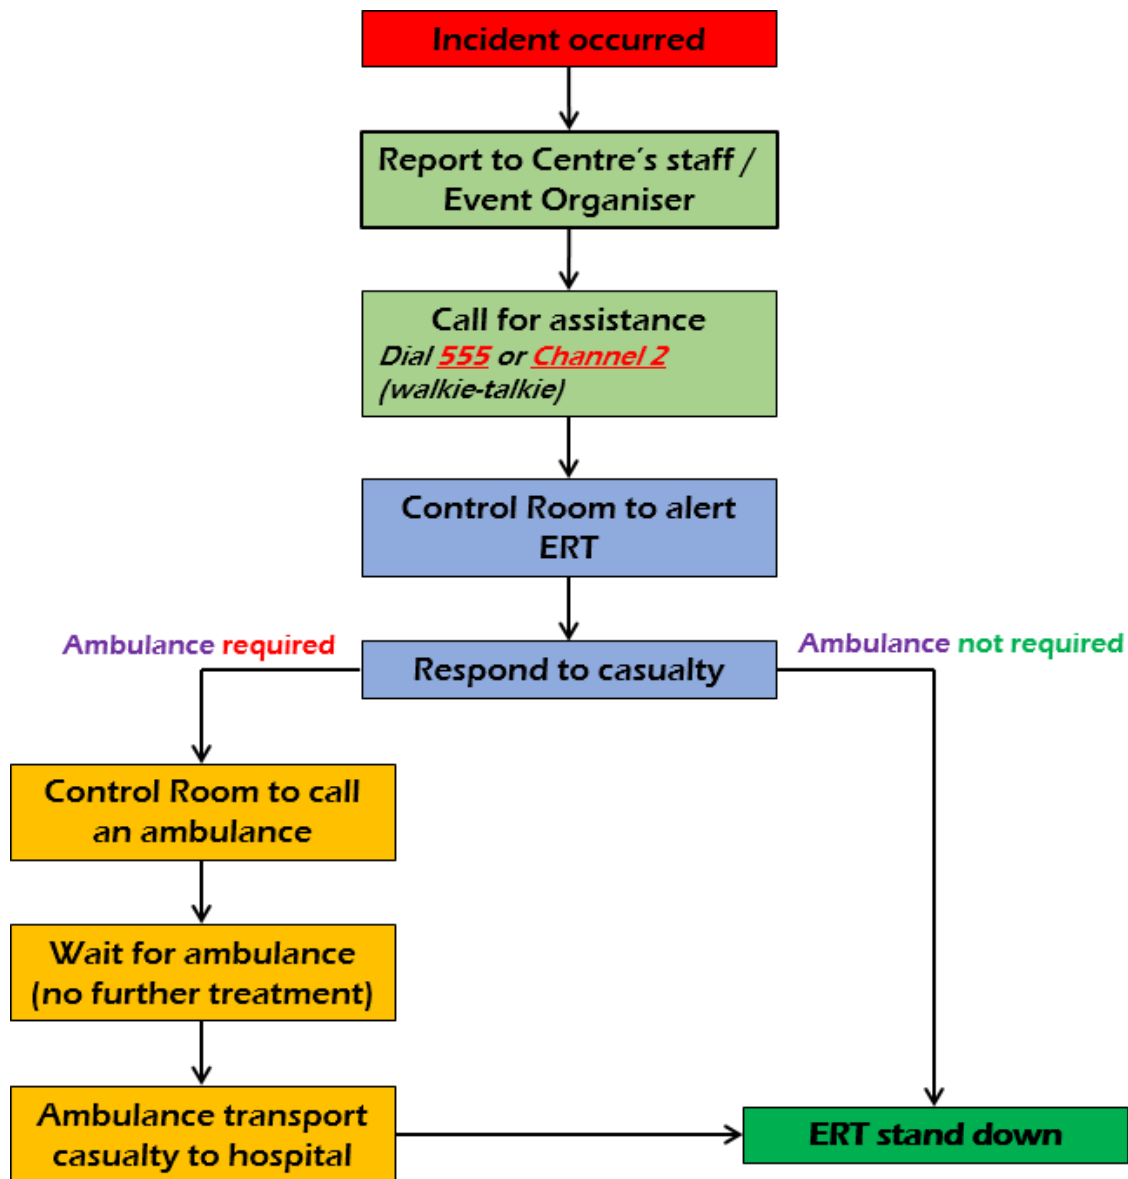 Incident occurred
Report to Centre's staff /
Event Organiser
Call for assistance
Dial 555 or Channel 2
(walkie-talkie)
Control Room to alert
ERT
Ambulance required
Respond to casualty
Ambulance not required
Control Room to call
an ambulance
Wait for ambulance
(no further treatment)
Ambulance transport
casualty to hospital
ERT stand down